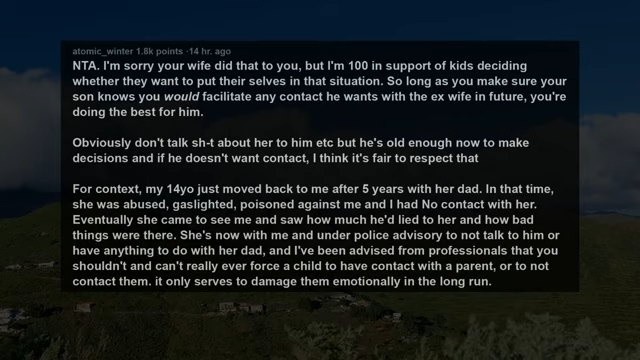 atomic_winter 1.8k points ·14 hr. ago
NTA. I'm sorry your wife did that to you, but I'm 100 in support of kids deciding
whether they want to put their selves in that situation. So long as you make sure your
son knows you would facilitate any contact he wants with the ex wife in future, you're
doing the best for him.
Obviously don't talk sh-t about her to him etc but he's old enough now to make
decisions and if he doesn't want contact, I think it's fair to respect that
For context, my 14yo just moved back to me after 5 years with her dad. In that time,
she was abused, gaslighted, poisoned against me and I had No contact with her.
Eventually she came to see me and saw how much he'd lied to her and how bad
things were there. She's now with me and under police advisory to not talk to him or
have anything to do with her dad, and I've been advised from professionals that you
shouldn't and can't really ever force a child to have contact with a parent, or to not
contact them. it only serves to damage them emotionally in the long run.